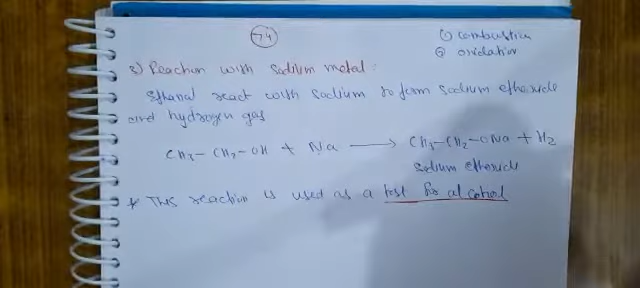 74
① combustion
② oxidation
3) Reaction with Sodium metal:
Ethanol react with sodium to form sodium ethoxide
and hydrogen gas
CH3-CH2-OH + Na → CH3-CH2-ONa + H2
Sodium ethoxide
* This reaction is used as a test for alcohol